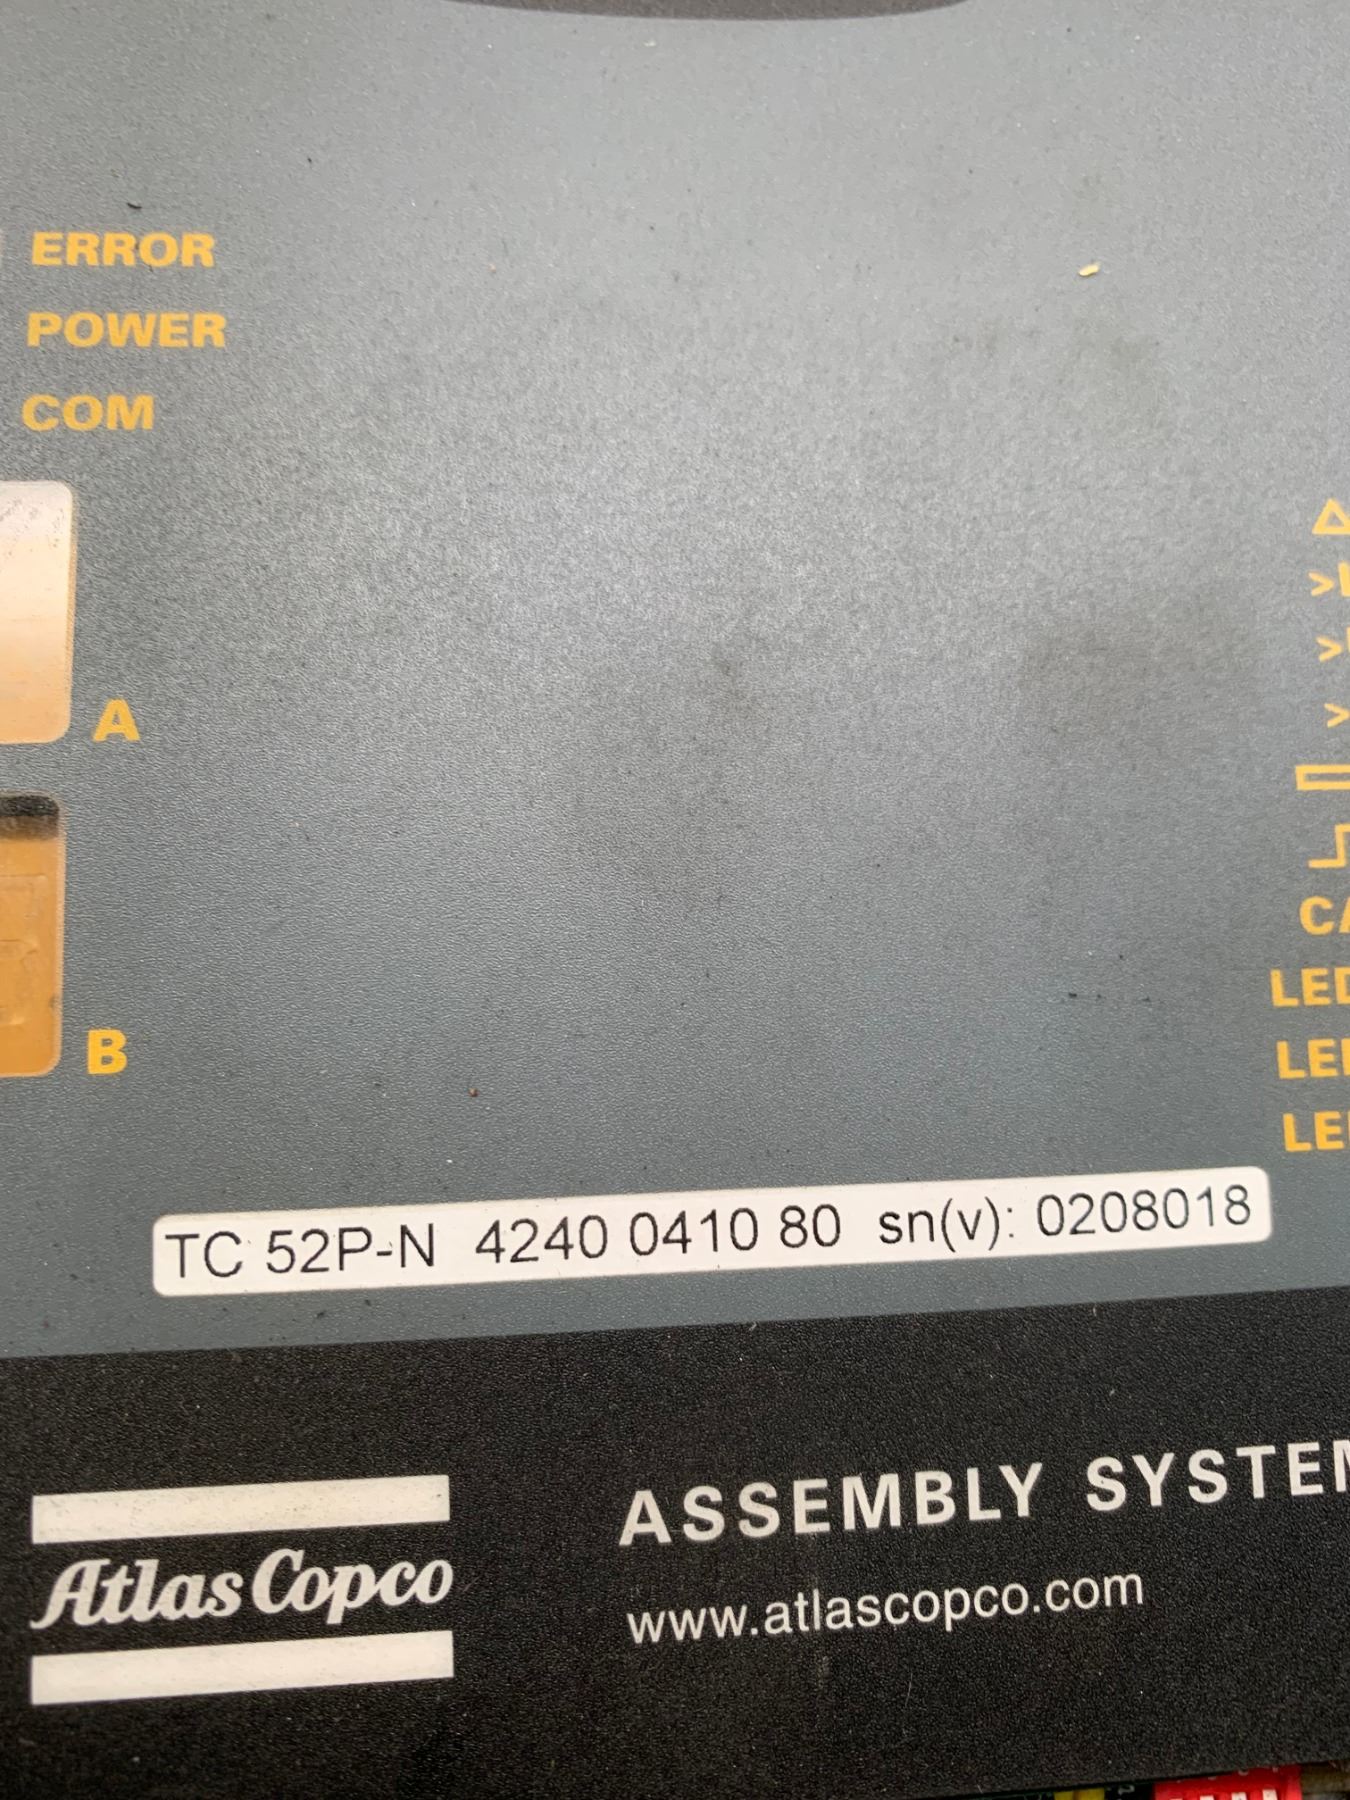 ERROR
POWER
COM
A
B
TC 52P-N 4240 0410 80 sn(v): 0208018
Atlas Copco
ASSEMBLY
www.atlascopco.com